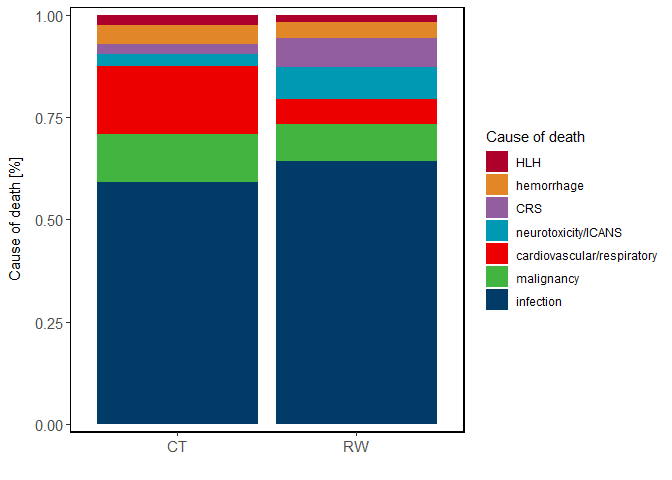 Cause of death [%]
1.00
0.75
0.50
0.25
0.00
CT
RW
Cause of death
HLH
hemorrhage
CRS
neurotoxicity/ICANS
cardiovascular/respiratory
malignancy
infection